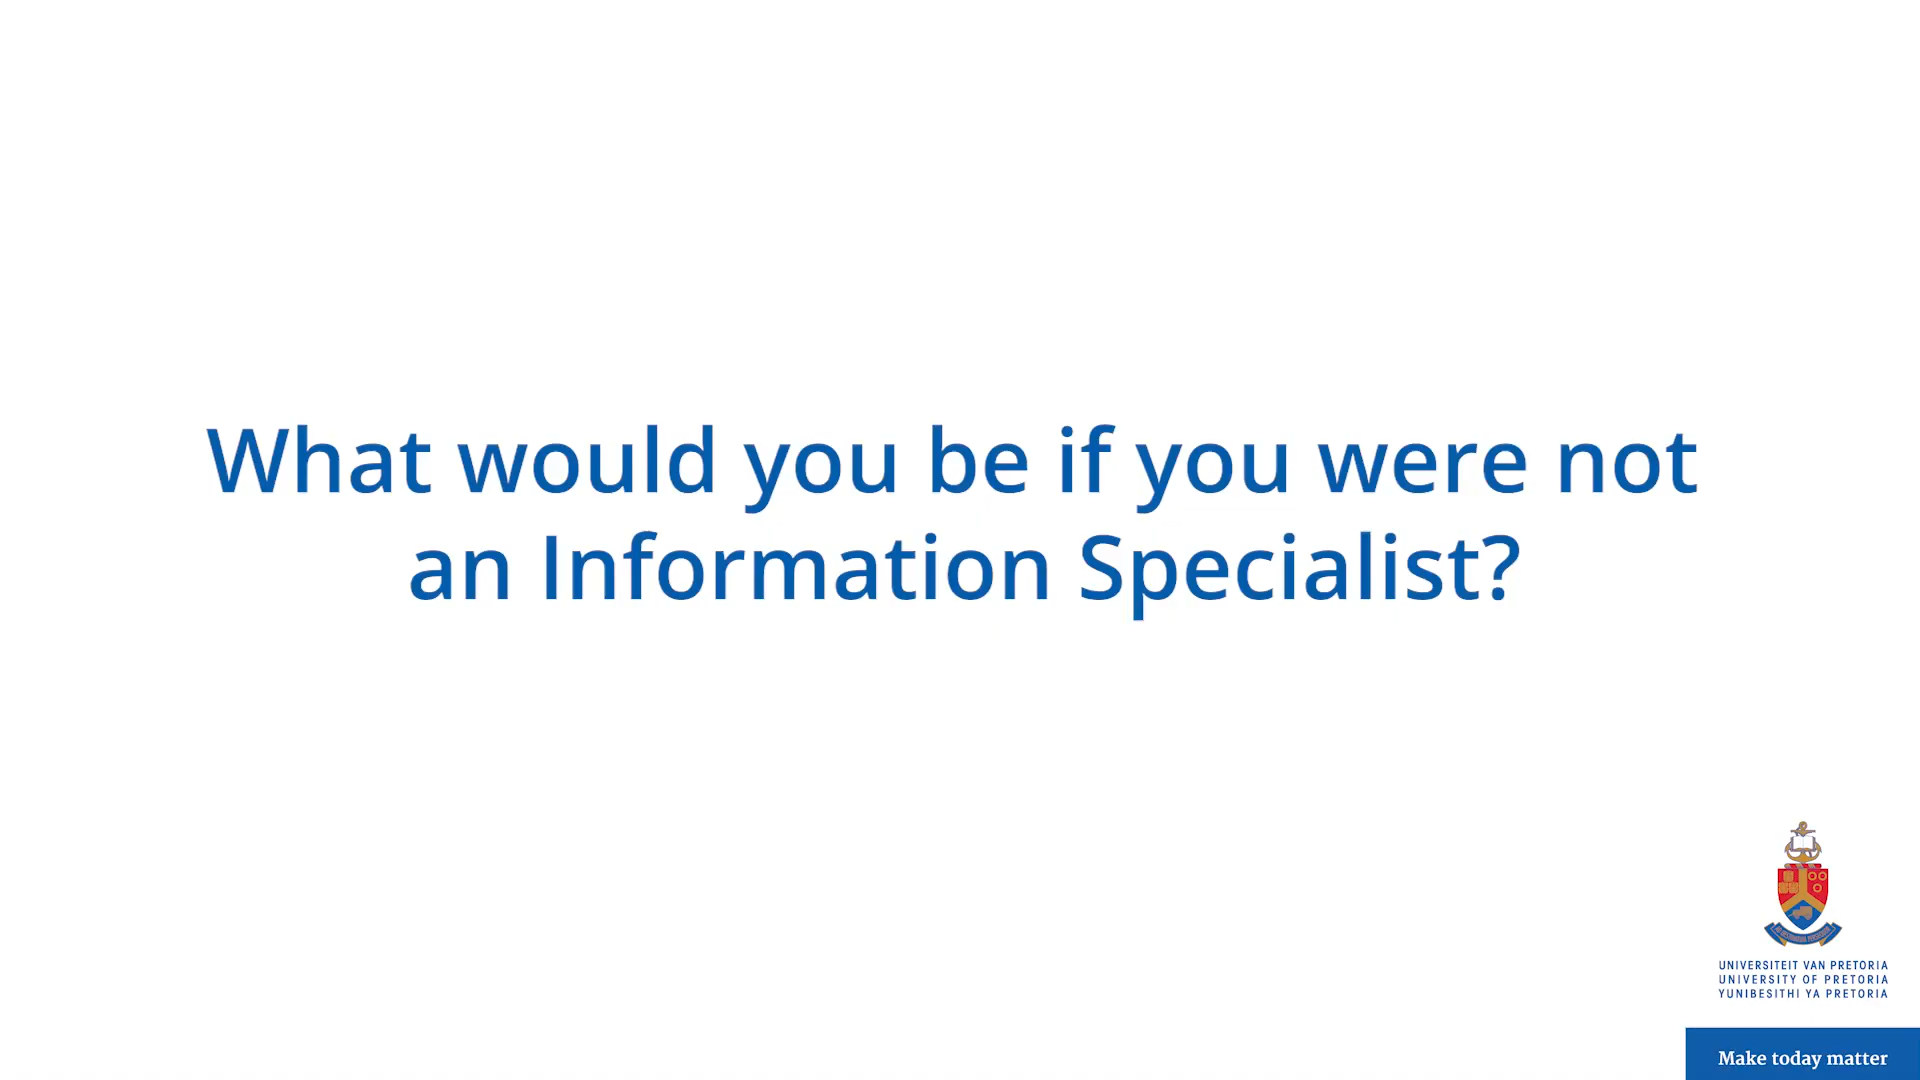 What would you be if you were not
an Information Specialist?
UNIVERSITEIT VAN PRETORIA
UNIVERSITY OF PRETORIA
YUNIBESITHI YA PRETORIA
Make today matter